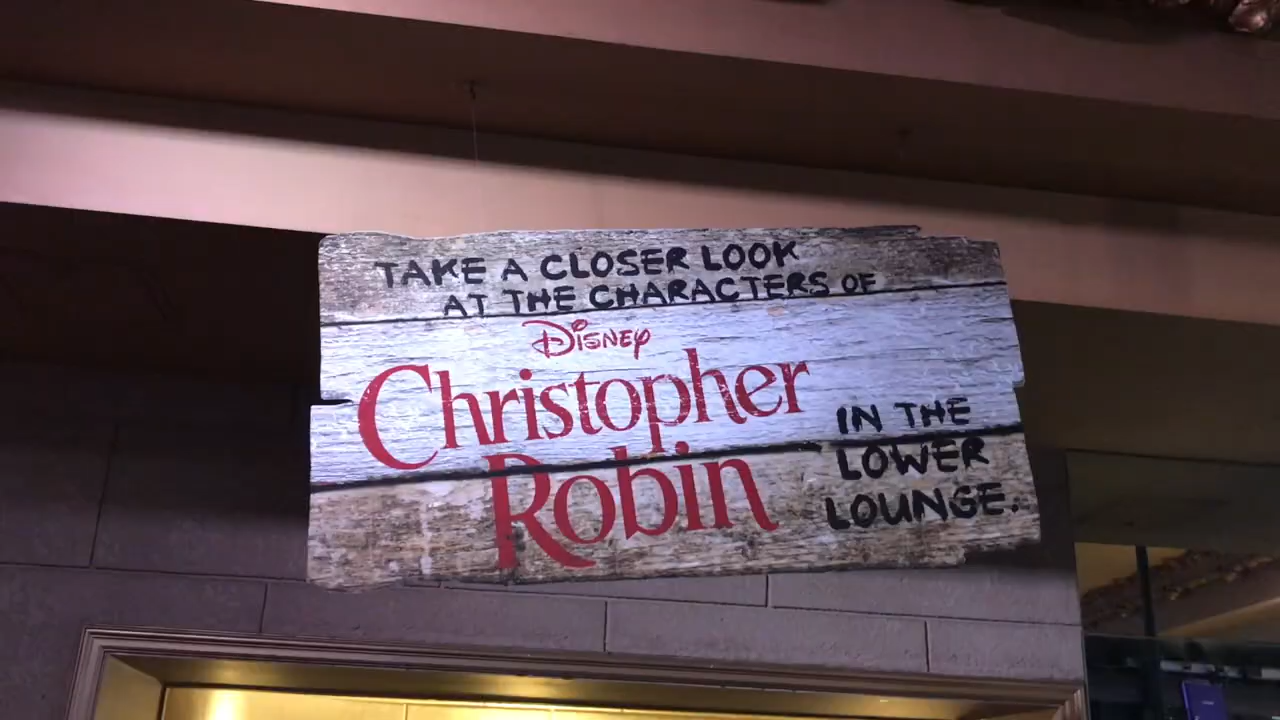 TAKE A CLOSER LOOK
AT THE CHARACTERS OF
DISNEY
Christopher
Robin
IN THE
LOWER
LOUNGE.